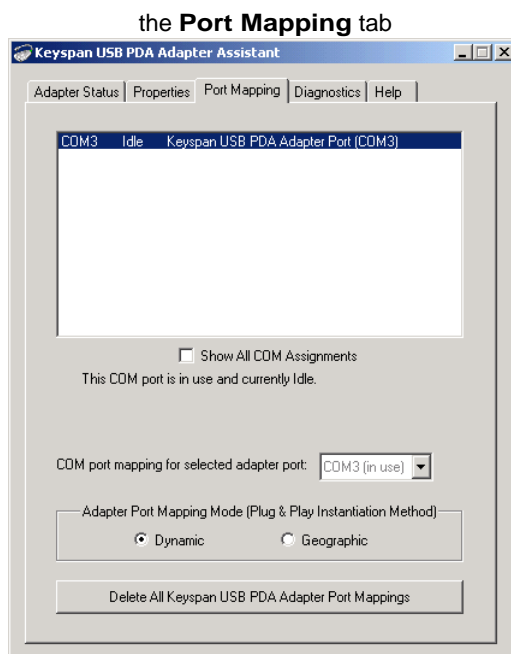 the Port Mapping tab
Keyspan USB PDA Adapter Assistant
Adapter Status Properties Port Mapping Diagnostics Help
COM3 Idle Keyspan USB PDA Adapter Port (COM3)
Show All COM Assignments
This COM port is in use and currently Idle.
COM port mapping for selected adapter port: COM3 (in use)
Adapter Port Mapping Mode (Plug & Play Instantiation Method)
Dynamic Geographic
Delete All Keyspan USB PDA Adapter Port Mappings